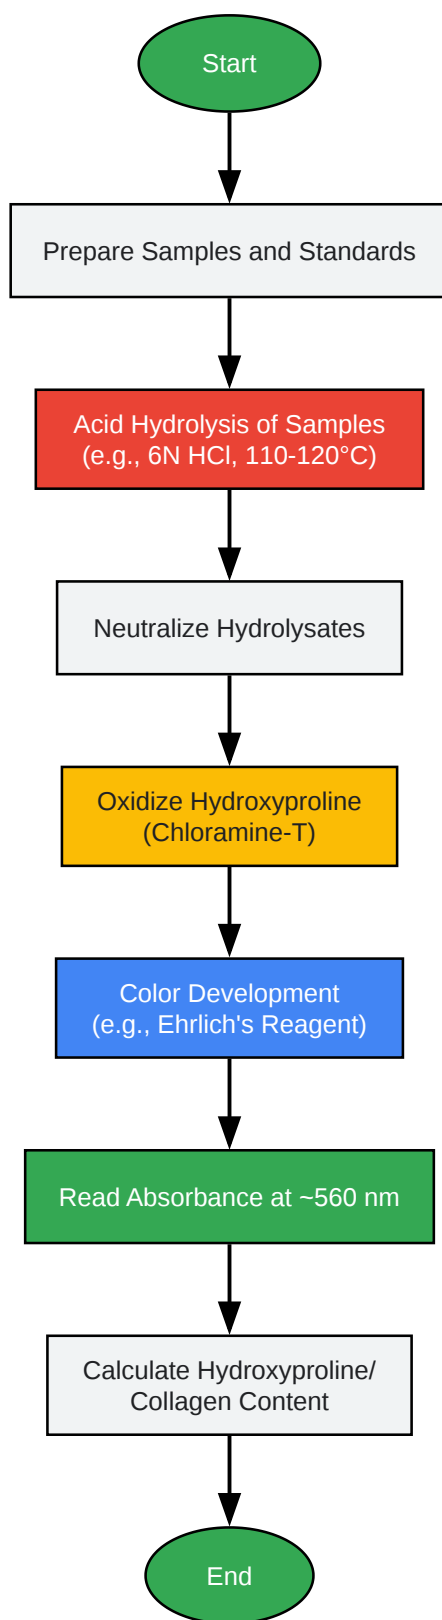 Start
Prepare Samples and Standards
Acid Hydrolysis of Samples
(e.g., 6N HCl, 110-120°C)
Neutralize Hydrolysates
Oxidize Hydroxyproline
(Chloramine-T)
Color Development
(e.g., Ehrlich's Reagent)
Read Absorbance at ~560 nm
Calculate Hydroxyproline/
Collagen Content
End